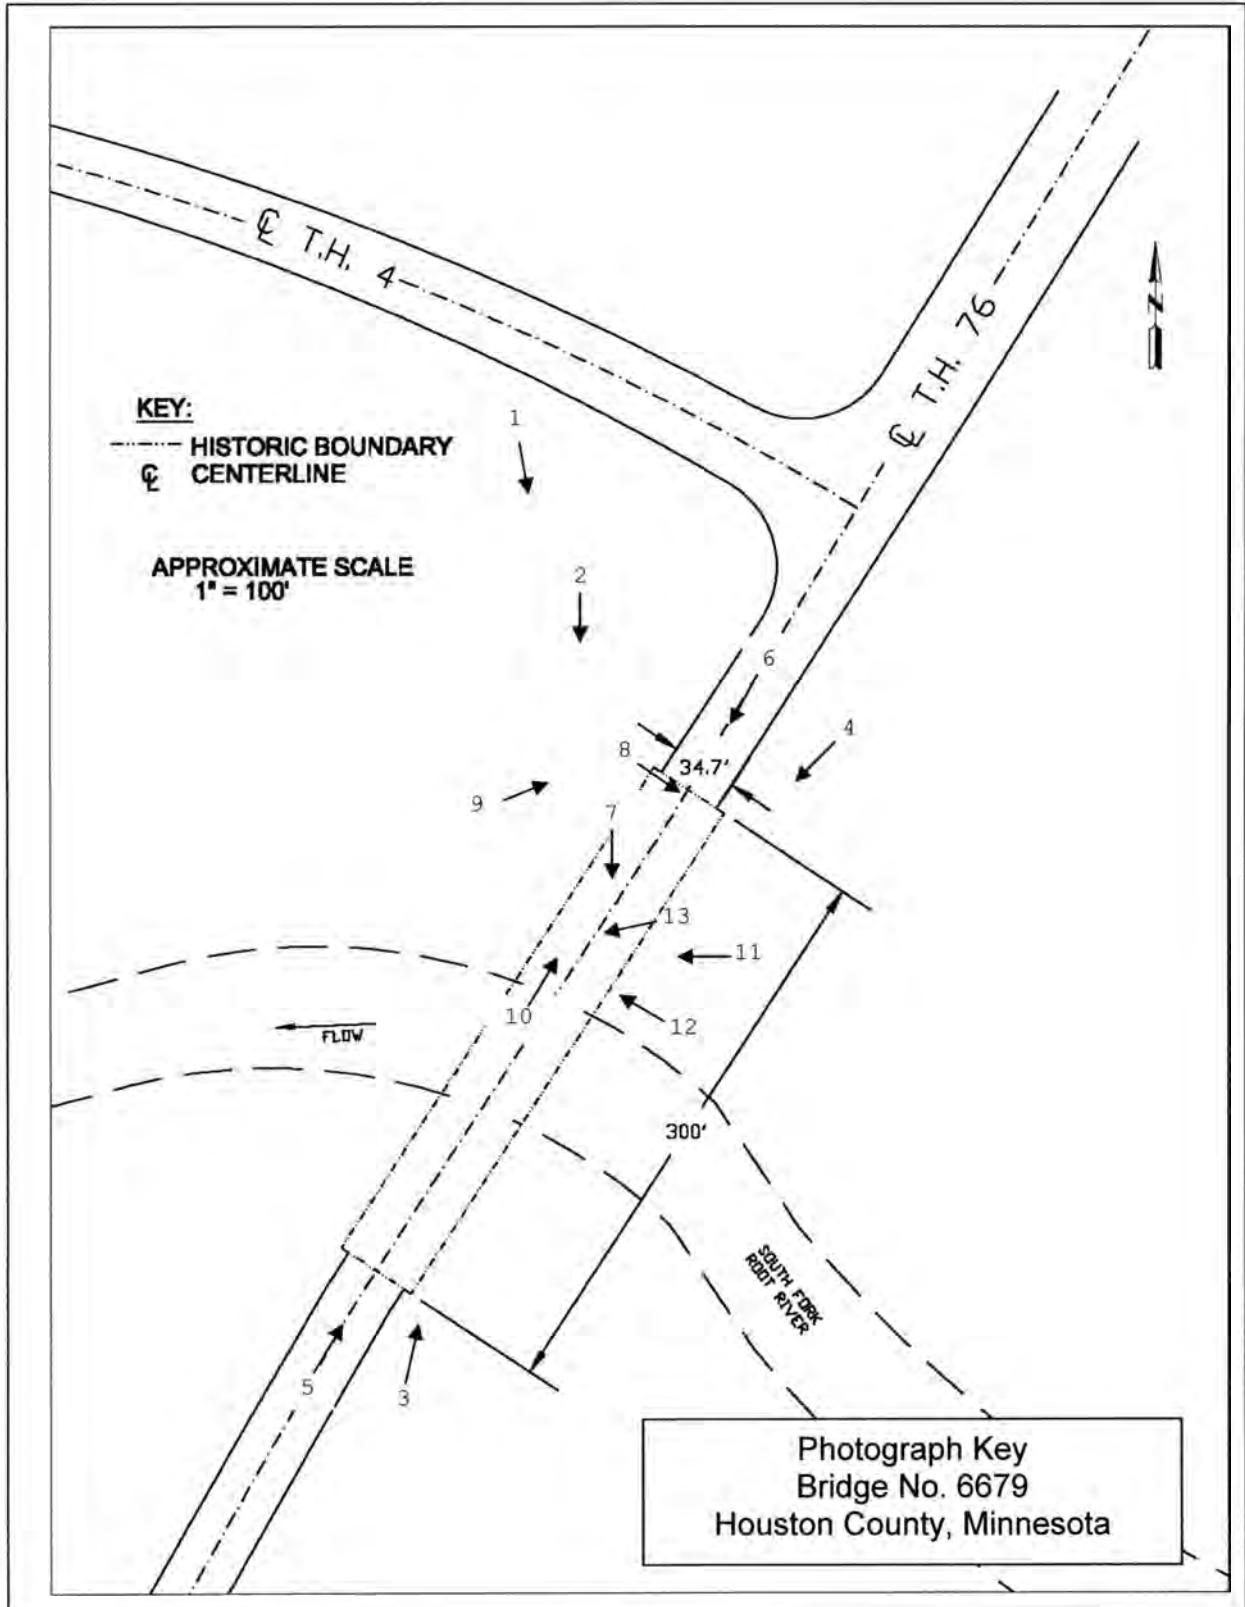 ℄ T.H. 4
℄ T.H. 76
N
KEY:
HISTORIC BOUNDARY
℄ CENTERLINE
APPROXIMATE SCALE
1" = 100'
1
2
6
4
8
34.7'
9
7
13
11
10
12
FLOW
300'
SOUTH FORK
ROOT RIVER
5
3
Photograph Key
Bridge No. 6679
Houston County, Minnesota